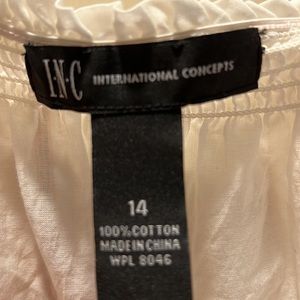 I·N·C INTERNATIONAL CONCEPTS
14
100% COTTON
MADE IN CHINA
WPL 8046